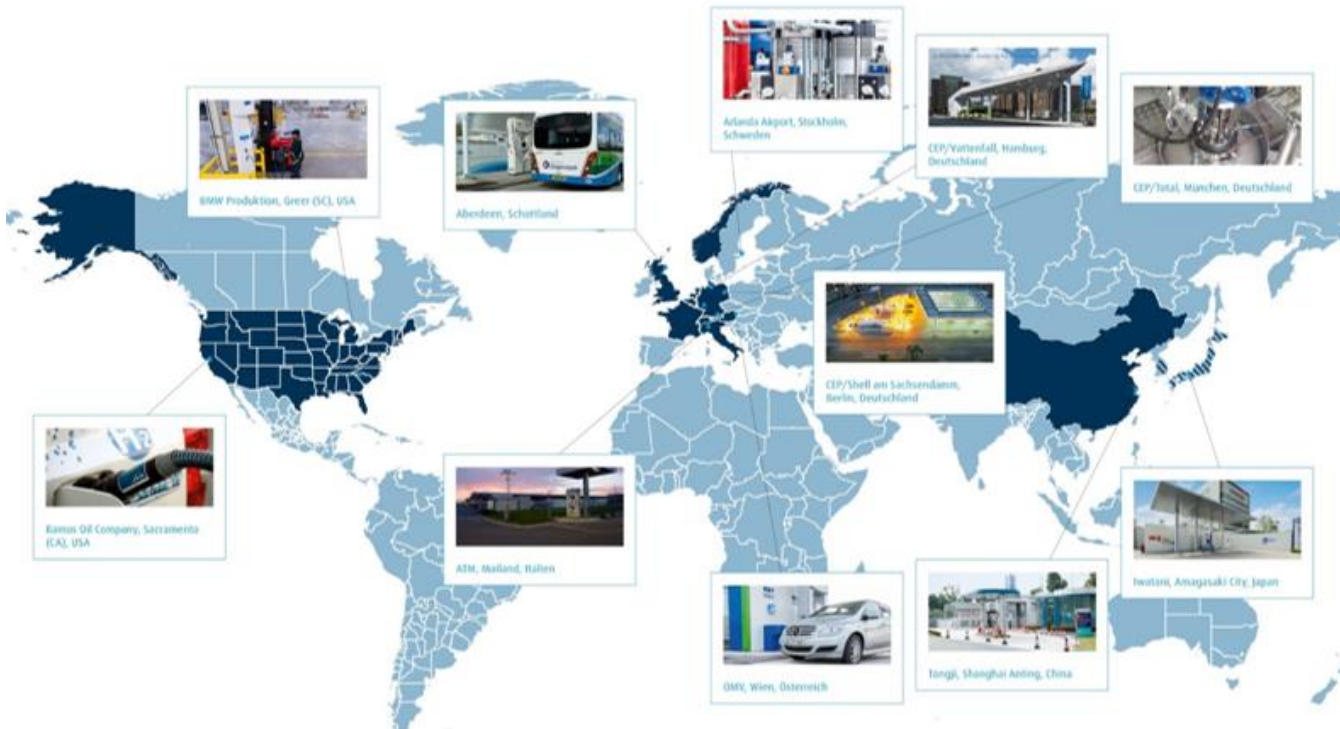 Arlanda Airport, Stockholm,
Schweden
CEP/Vattenfall, Hamburg,
Deutschland
CEP/Total, München, Deutschland
BMW Produktion, Greer (SC), USA
Aberdeen, Schottland
CEP/Shell am Sachsendamm,
Berlin, Deutschland
Ramos Oil Company, Sacramento
(CA), USA
ATM, Mailand, Italien
Iwatani, Amagasaki City, Japan
OMV, Wien, Österreich
Tongji, Shanghai Anting, China